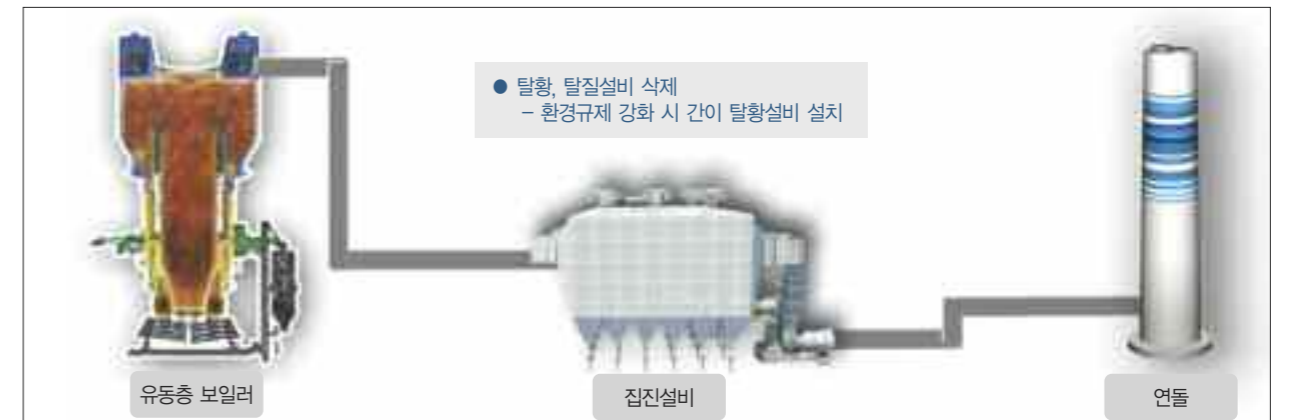 ● 탈황, 탈질설비 삭제
– 환경규제 강화 시 간이 탈황설비 설치
유동층 보일러
집진설비
연돌